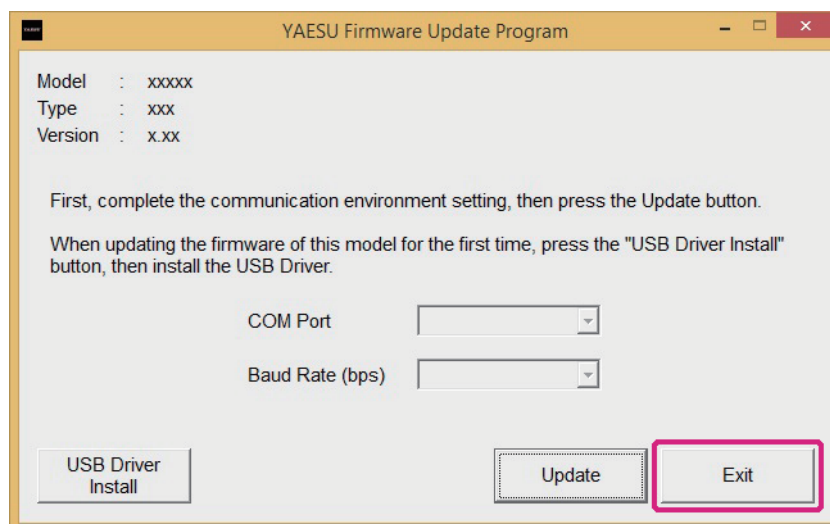 YAESU Firmware Update Program
Model : xxxxx
Type : xxx
Version : x.xx
First, complete the communication environment setting, then press the Update button.
When updating the firmware of this model for the first time, press the "USB Driver Install"
button, then install the USB Driver.
COM Port
Baud Rate (bps)
USB Driver
Install
Update
Exit